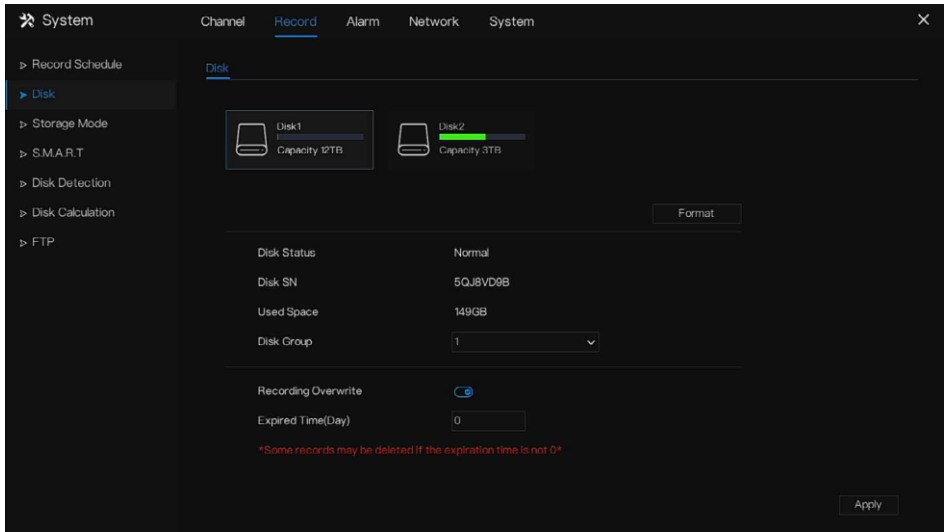 System
Channel Record Alarm Network System
Record Schedule
Disk
Storage Mode
S.M.A.R.T
Disk Detection
Disk Calculation
FTP
Disk
Disk1
Capacity 12TB
Disk2
Capacity 3TB
Format
Disk Status Normal
Disk SN 5QJ8VD9B
Used Space 149GB
Disk Group 1
Recording Overwrite
Expired Time(Day) 0
*Some records may be deleted if the expiration time is not 0*
Apply